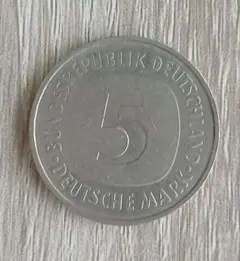 BUNDESREPUBLIK DEUTSCHLAND
5
DEUTSCHE MARK